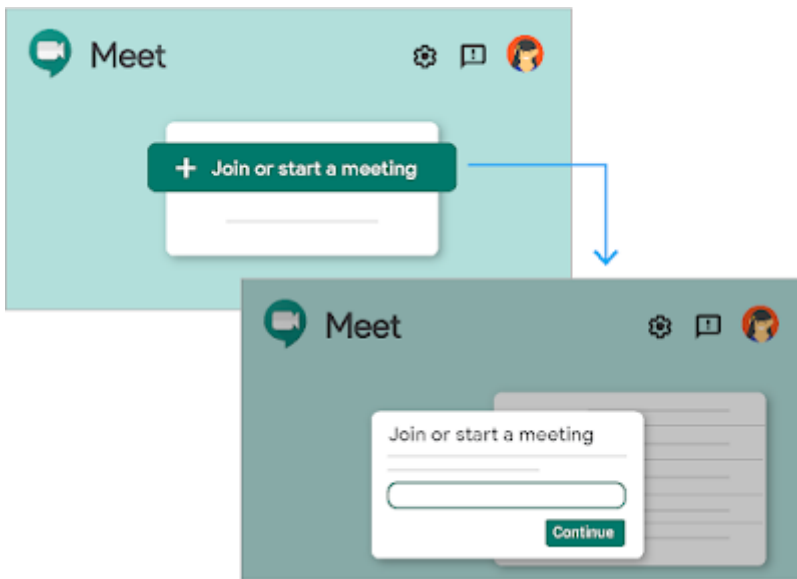 Meet
+ Join or start a meeting
Meet
Join or start a meeting
Continue